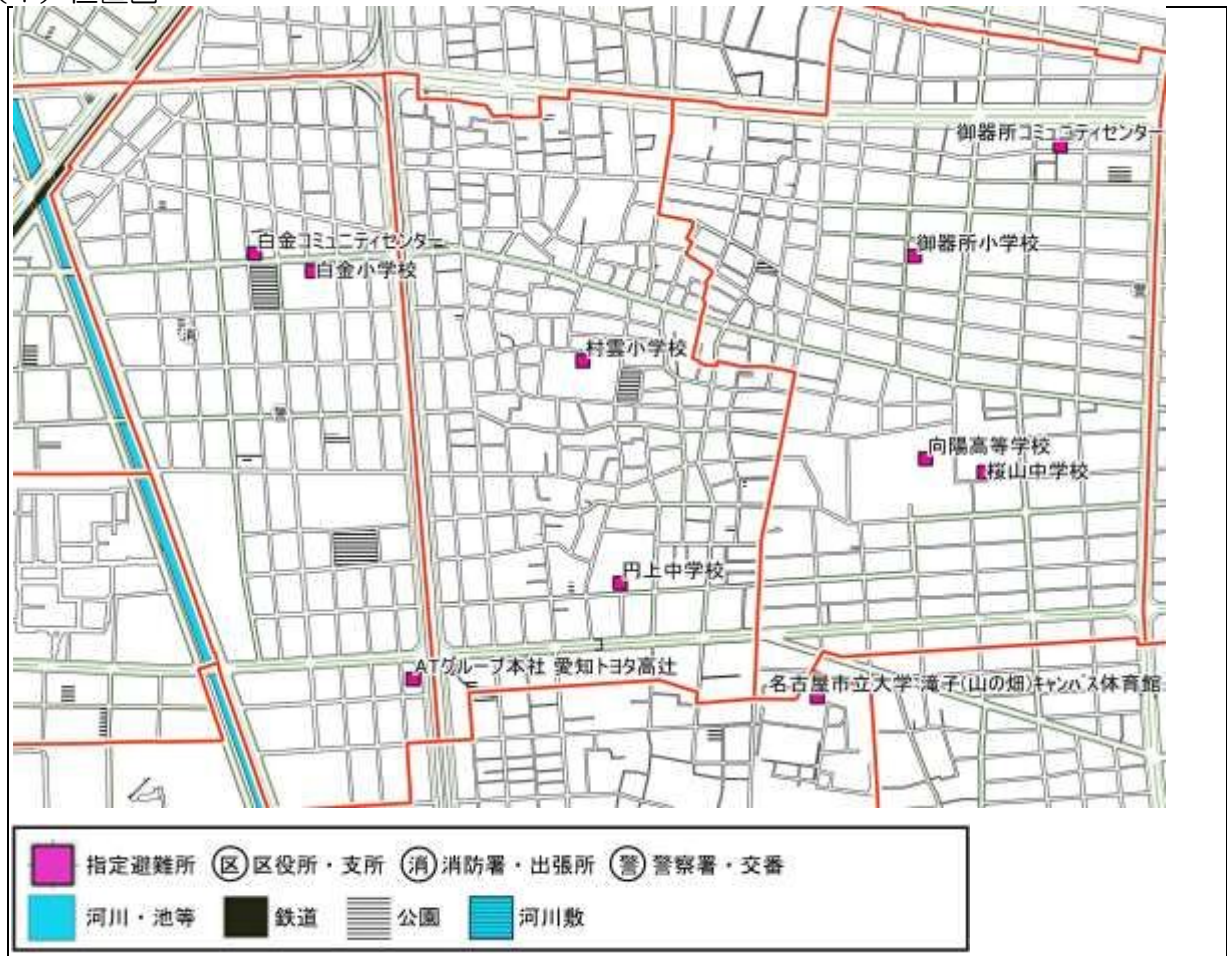 御器所コミュニティセンター
白金コミュニティセンター
御器所小学校
白金小学校
消
警
村雲小学校
警
向陽高等学校
桜山中学校
円上中学校
ATグループ本社 愛知トヨタ高辻
名古屋市立大学 滝子(山の畑)キャンパス体育館
指定避難所 区 区役所・支所 消 消防署・出張所 警 警察署・交番
河川・池等 鉄道 公園 河川敷